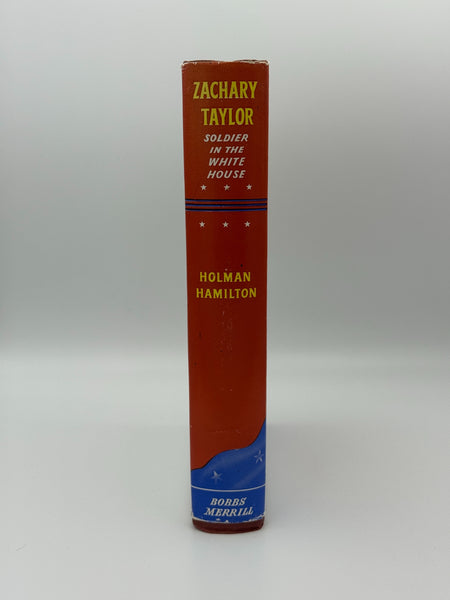 ZACHARY
TAYLOR
SOLDIER
IN THE
WHITE
HOUSE
HOLMAN
HAMILTON
BOBBS
MERRILL